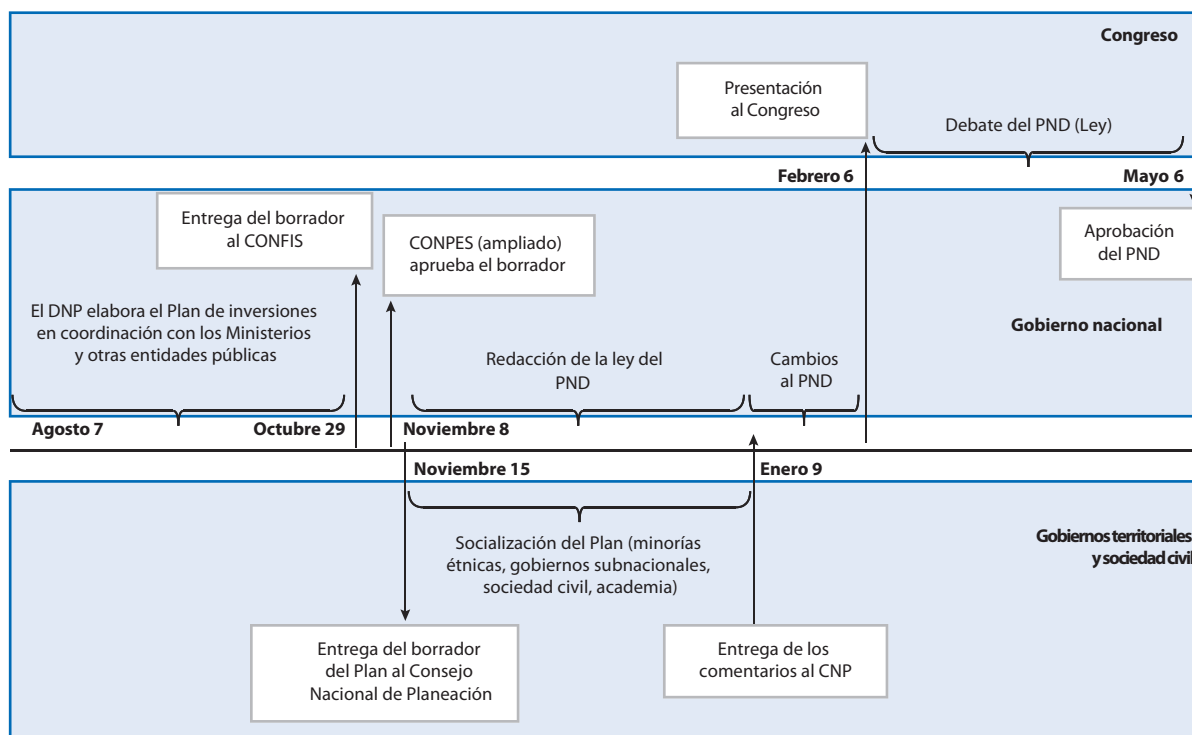 Congreso
Presentación
al Congreso
Debate del PND (Ley)
Febrero 6
Mayo 6
Entrega del borrador
al CONFIS
CONPES (ampliado)
aprueba el borrador
Aprobación
del PND
El DNP elabora el Plan de inversiones
en coordinación con los Ministerios
y otras entidades públicas
Gobierno nacional
Redacción de la ley del
PND
Cambios
al PND
Agosto 7
Octubre 29
Noviembre 8
Noviembre 15
Enero 9
Socialización del Plan (minorías
étnicas, gobiernos subnacionales,
sociedad civil, academia)
Gobiernos territoriales
y sociedad civil
Entrega del borrador
del Plan al Consejo
Nacional de Planeación
Entrega de los
comentarios al CNP